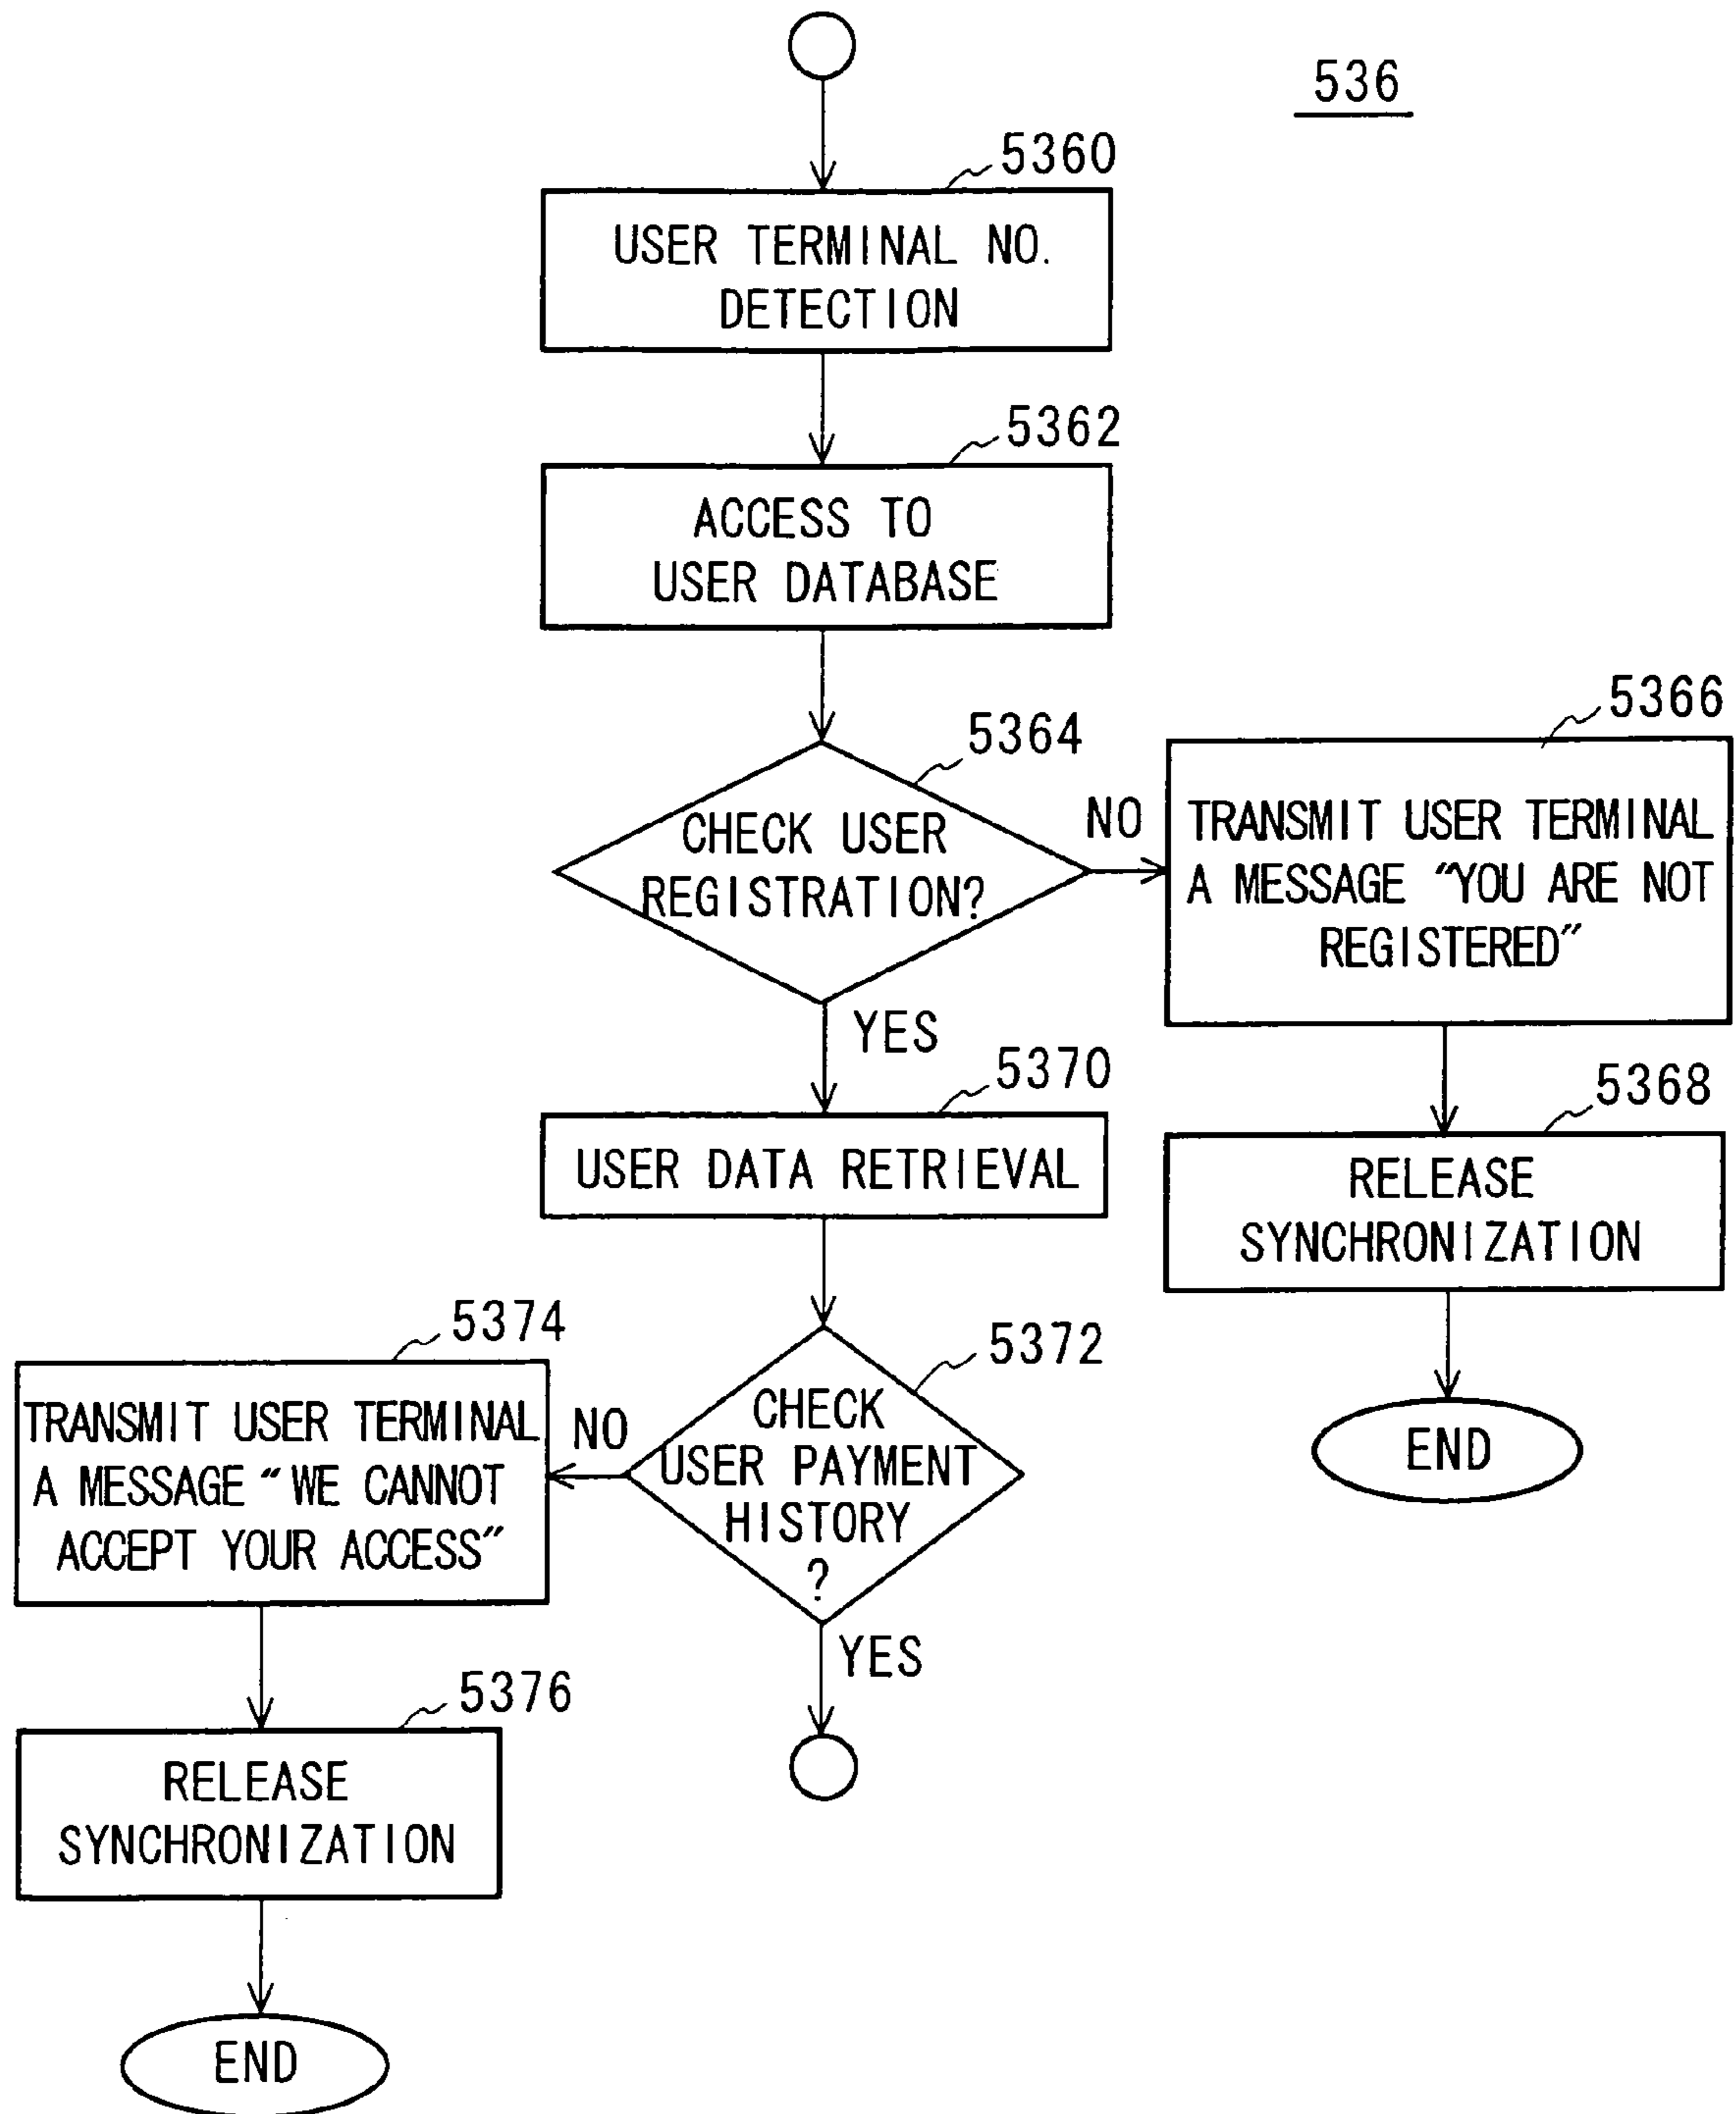 536
5360
USER TERMINAL NO.
DETECTION
5362
ACCESS TO
USER DATABASE
5364
CHECK USER
REGISTRATION?
NO
5366
TRANSMIT USER TERMINAL
A MESSAGE "YOU ARE NOT
REGISTERED"
YES
5368
RELEASE
SYNCHRONIZATION
END
5370
USER DATA RETRIEVAL
5372
CHECK
USER PAYMENT
HISTORY
?
NO
5374
TRANSMIT USER TERMINAL
A MESSAGE "WE CANNOT
ACCEPT YOUR ACCESS"
YES
5376
RELEASE
SYNCHRONIZATION
END